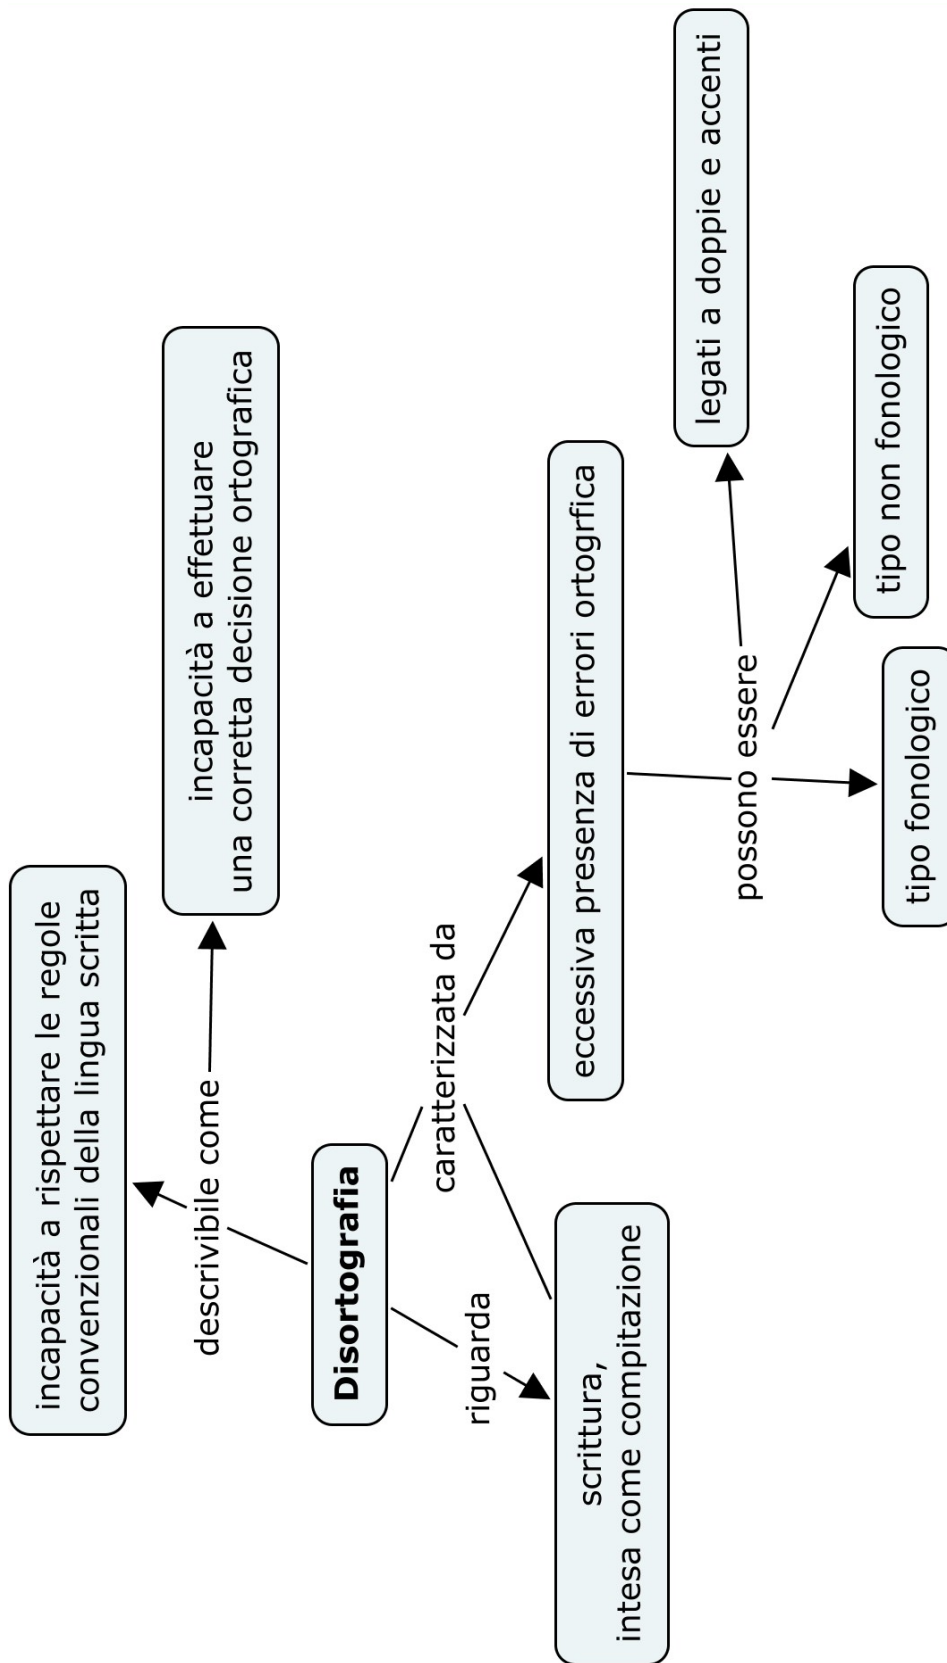 incapacità a rispettare le regole
convenzionali della lingua scritta
incapacità a effettuare
una corretta decisione ortografica
descrivibile come
Disortografia
riguarda
caratterizzata da
scrittura,
intesa come compitazione
eccessiva presenza di errori ortogrfica
possono essere
tipo fonologico
tipo non fonologico
legati a doppie e accenti